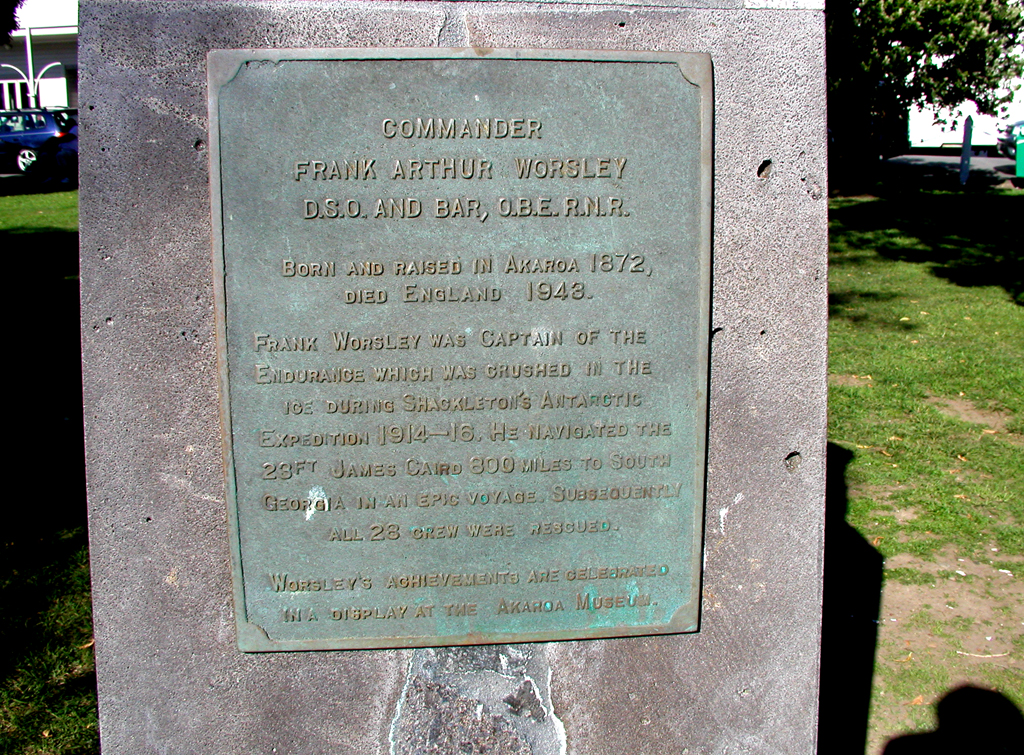 COMMANDER
FRANK ARTHUR WORSLEY
D.S.O. AND BAR, O.B.E. R.N.R.
BORN AND RAISED IN AKAROA 1872,
DIED ENGLAND 1943.
FRANK WORSLEY WAS CAPTAIN OF THE
ENDURANCE WHICH WAS CRUSHED IN THE
ICE DURING SHACKLETON'S ANTARCTIC
EXPEDITION 1914-16. HE NAVIGATED THE
23FT JAMES CAIRD 800 MILES TO SOUTH
GEORGIA IN AN EPIC VOYAGE. SUBSEQUENTLY
ALL 28 CREW WERE RESCUED.
WORSLEY'S ACHIEVEMENTS ARE CELEBRATED
IN A DISPLAY AT THE AKAROA MUSEUM.